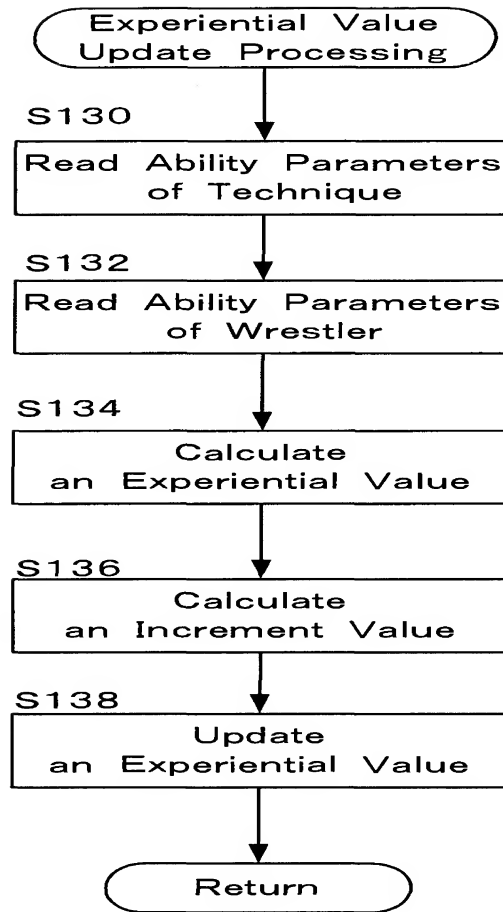 Experiential Value
Update Processing
S130
Read Ability Parameters
of Technique
S132
Read Ability Parameters
of Wrestler
S134
Calculate
an Experiential Value
S136
Calculate
an Increment Value
S138
Update
an Experiential Value
Return